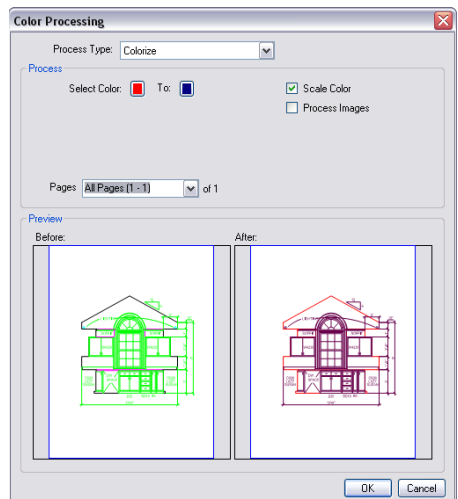 Color Processing
Process Type: Colorize
Process
Select Color: To: Scale Color
Process Images
Pages All Pages (1 - 1) of 1
Preview
Before: After:
OK Cancel